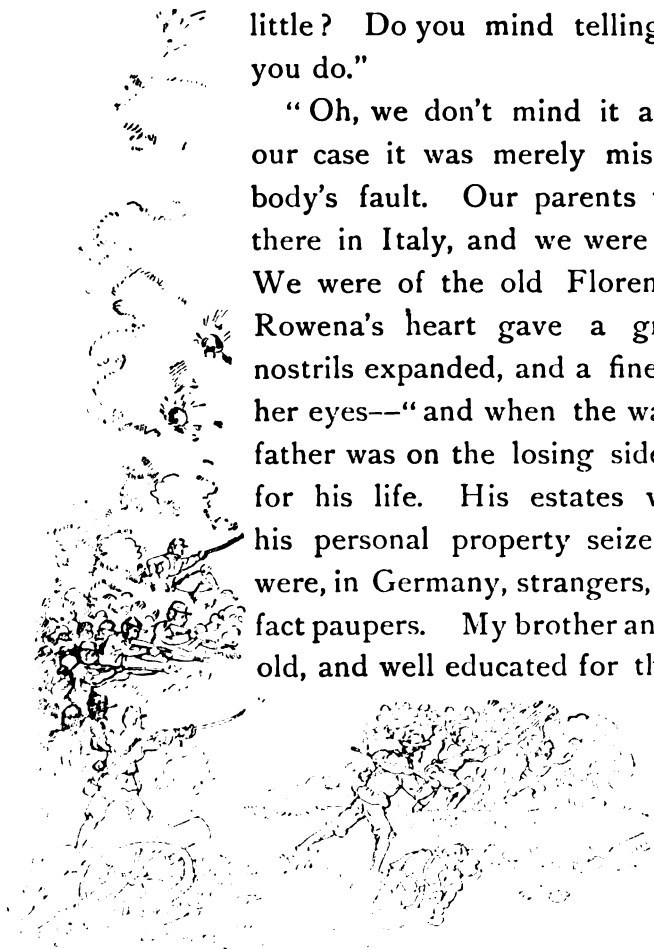 little? Do you mind telling
you do.”
“Oh, we don't mind it a
our case it was merely mis
body's fault. Our parents
there in Italy, and we were
We were of the old Floren
Rowena's heart gave a gr
nostrils expanded, and a fine
her eyes—“and when the wa
father was on the losing side
for his life. His estates
his personal property seize
were, in Germany, strangers,
fact paupers. My brother an
old, and well educated for th